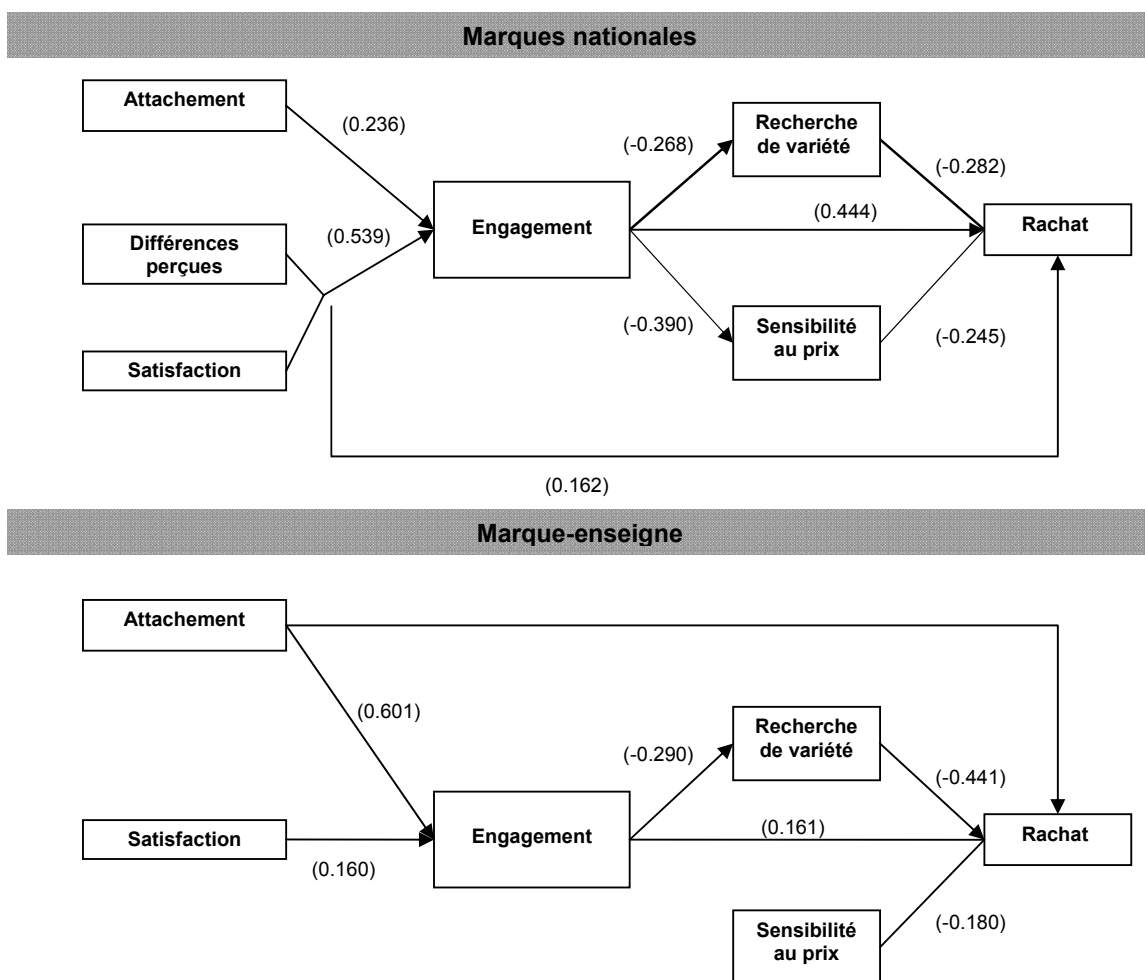 Marques nationales
Attachement
(0.236)
Recherche
de variété
(-0.268)
(-0.282)
Engagement
(0.444)
Rachat
Différences
perçues
(0.539)
(-0.390)
Sensibilité
au prix
(-0.245)
Satisfaction
(0.162)
Marque-enseigne
Attachement
(0.601)
Recherche
de variété
(-0.290)
(-0.441)
Satisfaction
(0.160)
Engagement
(0.161)
Rachat
Sensibilité
au prix
(-0.180)